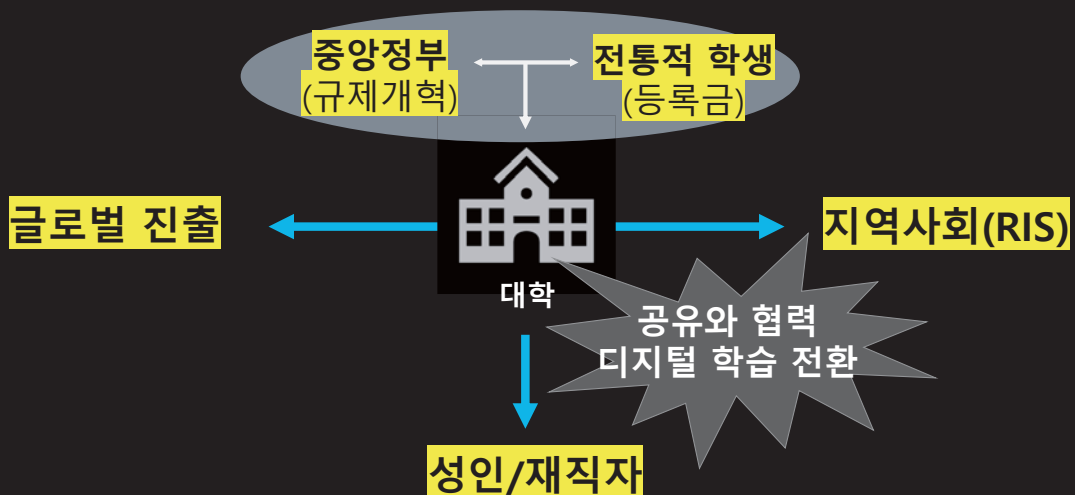 중앙정부
(규제개혁)
전통적 학생
(등록금)
글로벌 진출
지역사회(RIS)
대학
공유와 협력
디지털 학습 전환
성인/재직자